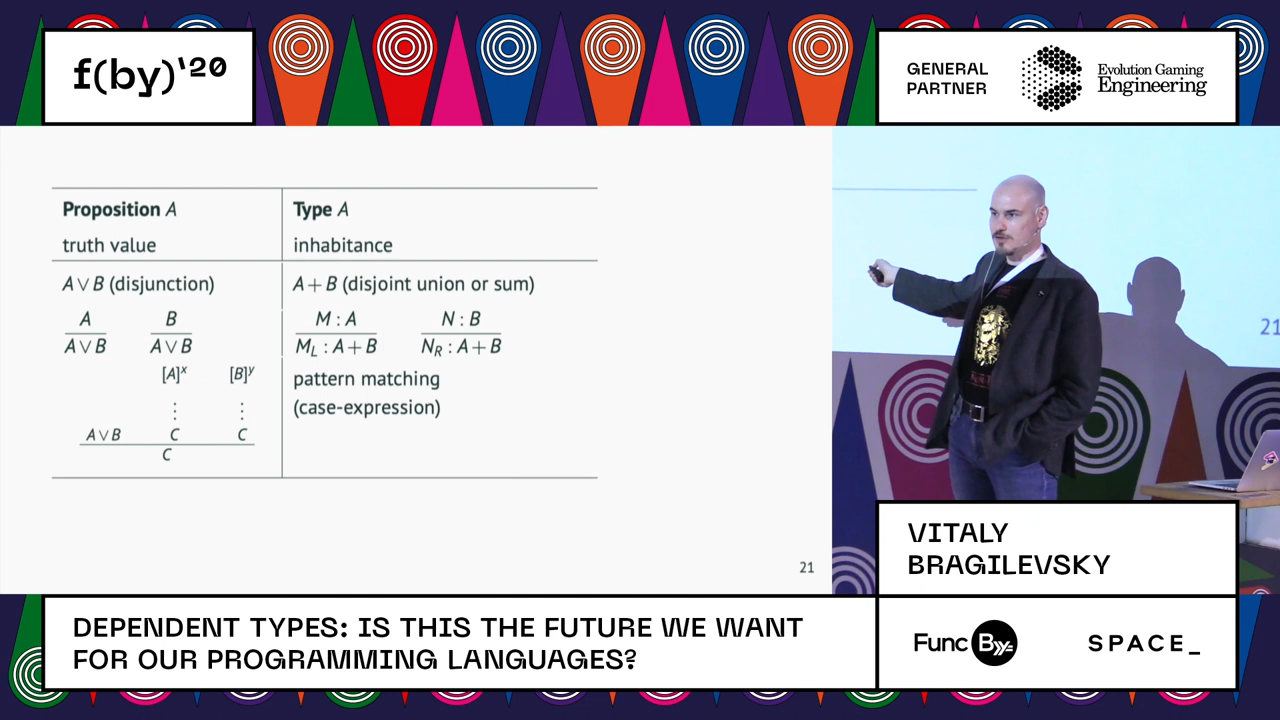 f(by)'20
GENERAL
PARTNER
Evolution Gaming
Engineering
Proposition A
Type A
truth value
inhabitance
A ∨ B (disjunction)
A + B (disjoint union or sum)
A B
A ∨ B A ∨ B
M : A N : B
M_L : A + B N_R : A + B
[A]^x [B]^y
⋮ ⋮
A ∨ B C C
C
pattern matching
(case-expression)
21
21
VITALY
BRAGILEVSKY
DEPENDENT TYPES: IS THIS THE FUTURE WE WANT
FOR OUR PROGRAMMING LANGUAGES?
Func By
SPACE_